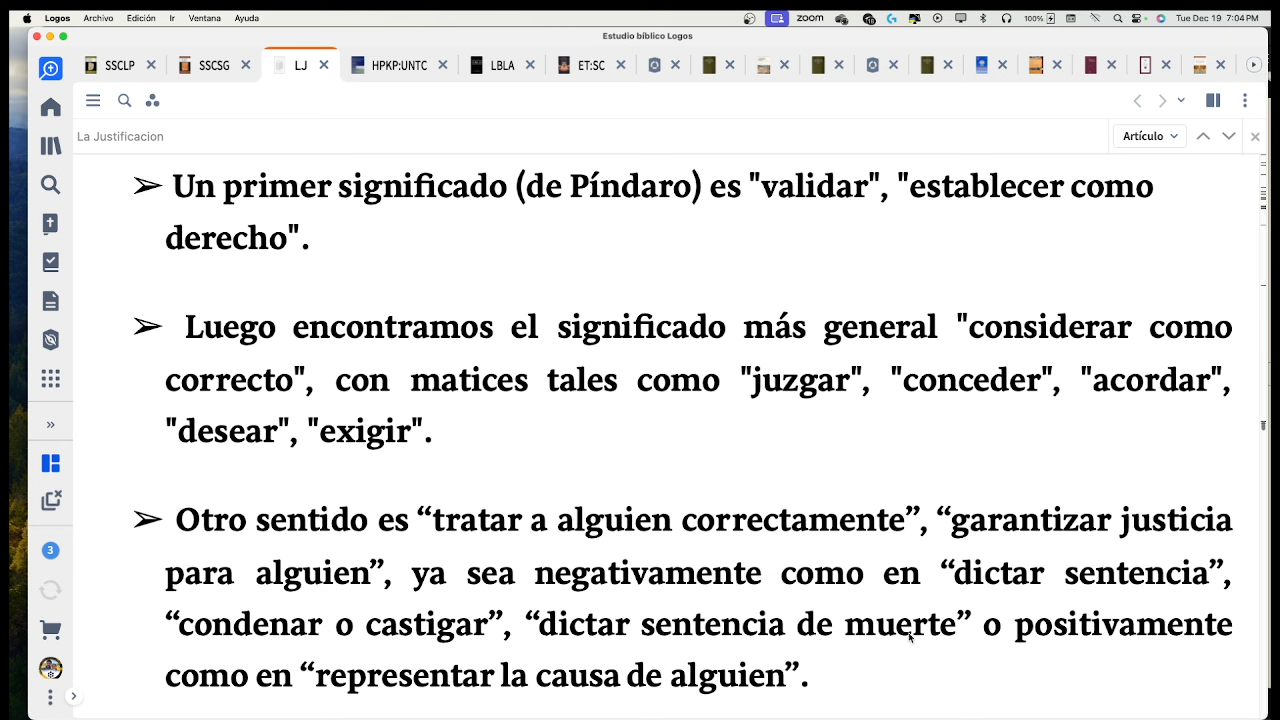 Logos Archivo Edición Ir Ventana Ayuda zoom 100% Tue Dec 19 7:04 PM
Estudio bíblico Logos
SSCLP SSCSG LJ HPKP:UNTC LBLA ET:SC
La Justificacion Artículo
➢ Un primer significado (de Píndaro) es "validar", "establecer como
derecho".
➢ Luego encontramos el significado más general "considerar como
correcto", con matices tales como "juzgar", "conceder", "acordar",
"desear", "exigir".
➢ Otro sentido es “tratar a alguien correctamente”, “garantizar justicia
para alguien”, ya sea negativamente como en “dictar sentencia”,
“condenar o castigar”, “dictar sentencia de muerte” o positivamente
como en “representar la causa de alguien”.
3